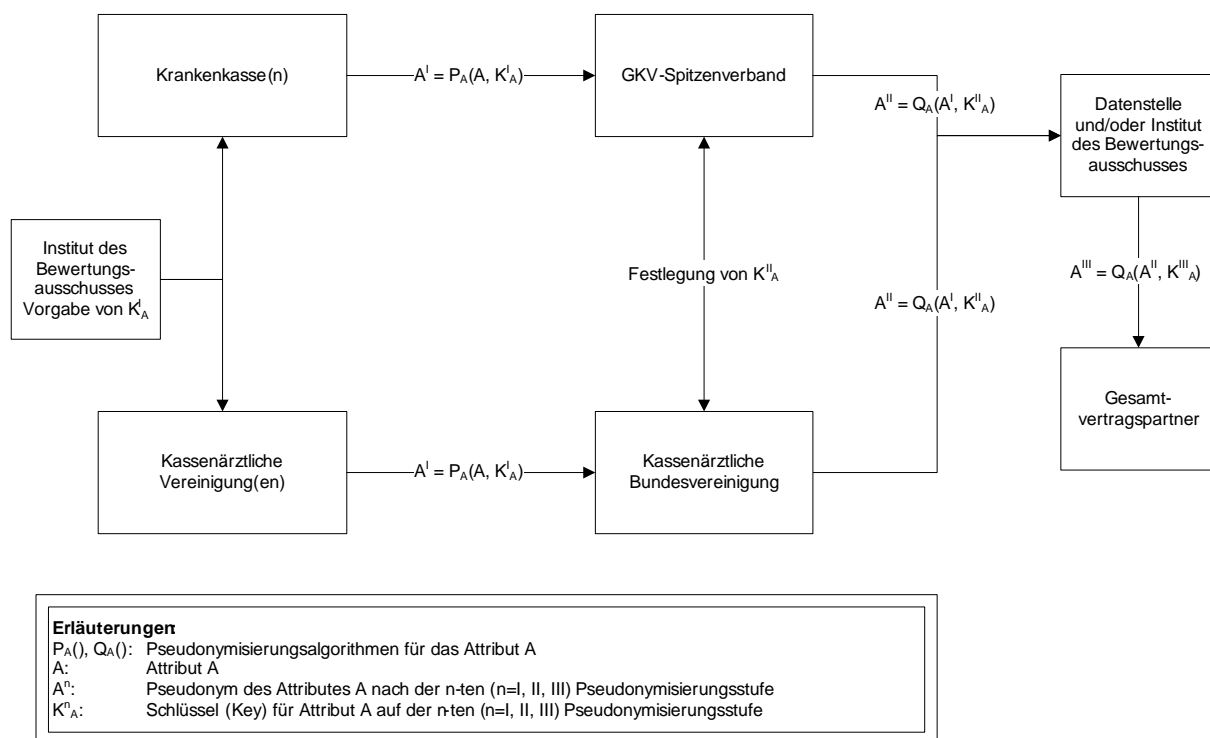 Krankenkasse(n)
A^I = P_A(A, K^I_A)
GKV-Spitzenverband
A^II = Q_A(A^I, K^II_A)
Datenstelle
und/oder Institut
des Bewertungs-
ausschusses
Institut des
Bewertungs-
ausschusses
Vorgabe von K^I_A
Festlegung von K^II_A
A^II = Q_A(A^I, K^II_A)
A^III = Q_A(A^II, K^III_A)
Kassenärztliche
Vereinigung(en)
A^I = P_A(A, K^I_A)
Kassenärztliche
Bundesvereinigung
Gesamt-
vertragspartner
Erläuterungen:
P_A(), Q_A(): Pseudonymisierungsalgorithmen für das Attribut A
A: Attribut A
A^n: Pseudonym des Attributes A nach der n-ten (n=I, II, III) Pseudonymisierungsstufe
K^n_A: Schlüssel (Key) für Attribut A auf der n-ten (n=I, II, III) Pseudonymisierungsstufe